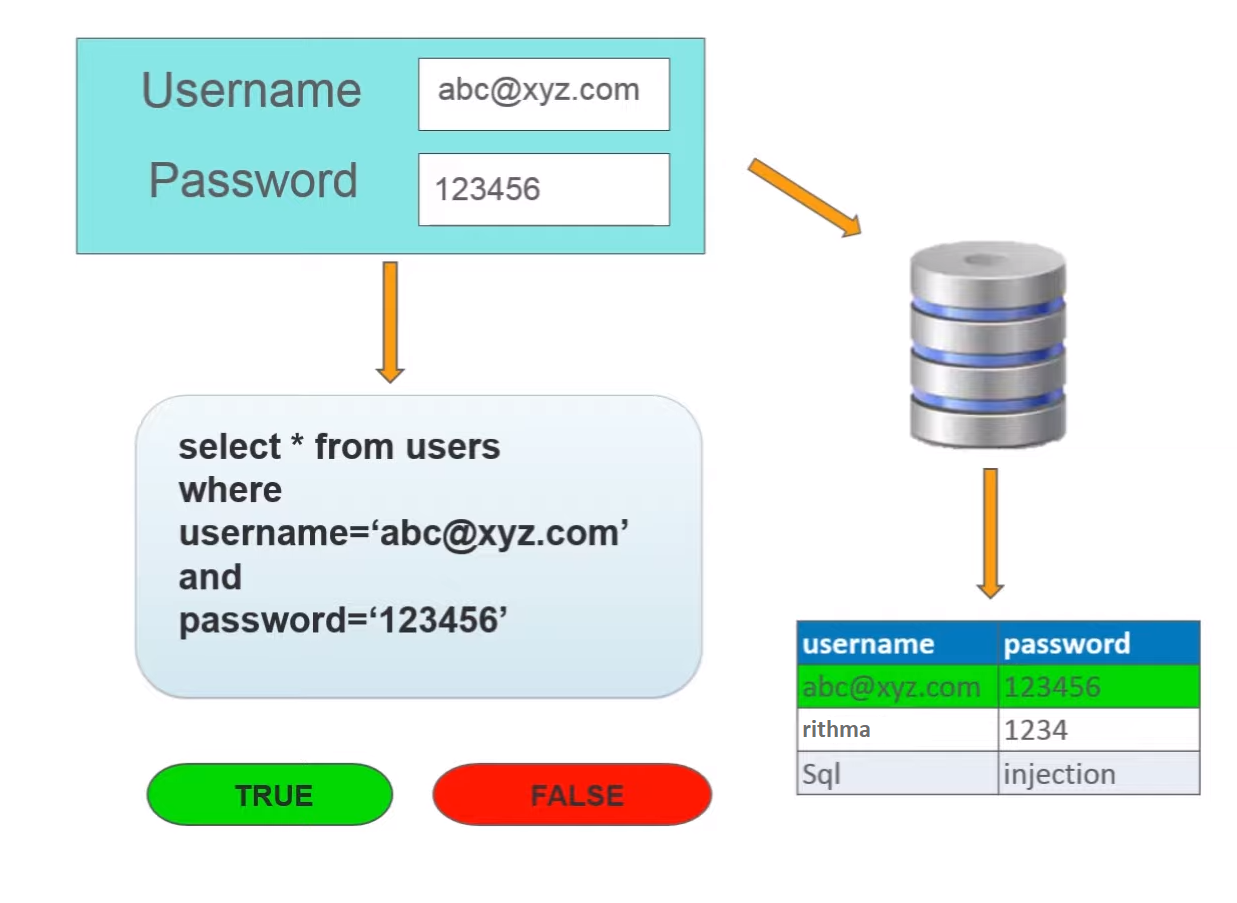 Username
abc@xyz.com
Password
123456
select * from users
where
username=‘abc@xyz.com’
and
password=‘123456’
TRUE
FALSE
username password
abc@xyz.com 123456
rithma 1234
Sql injection